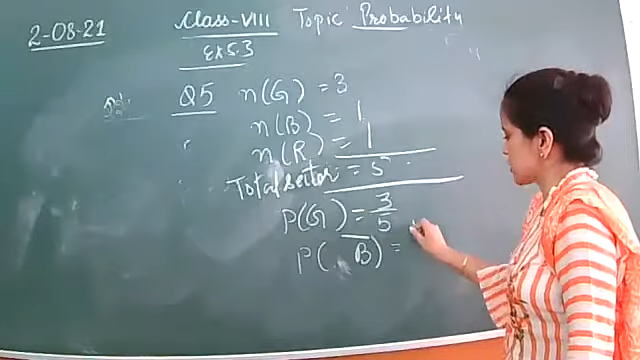 2-08-21 Class-VIII Topic Probability
Ex 5.3
Q5 n(G) = 3
n(B) = 1
n(R) = 1
Total sector = 5
P(G) = 3/5
P( B̅) =